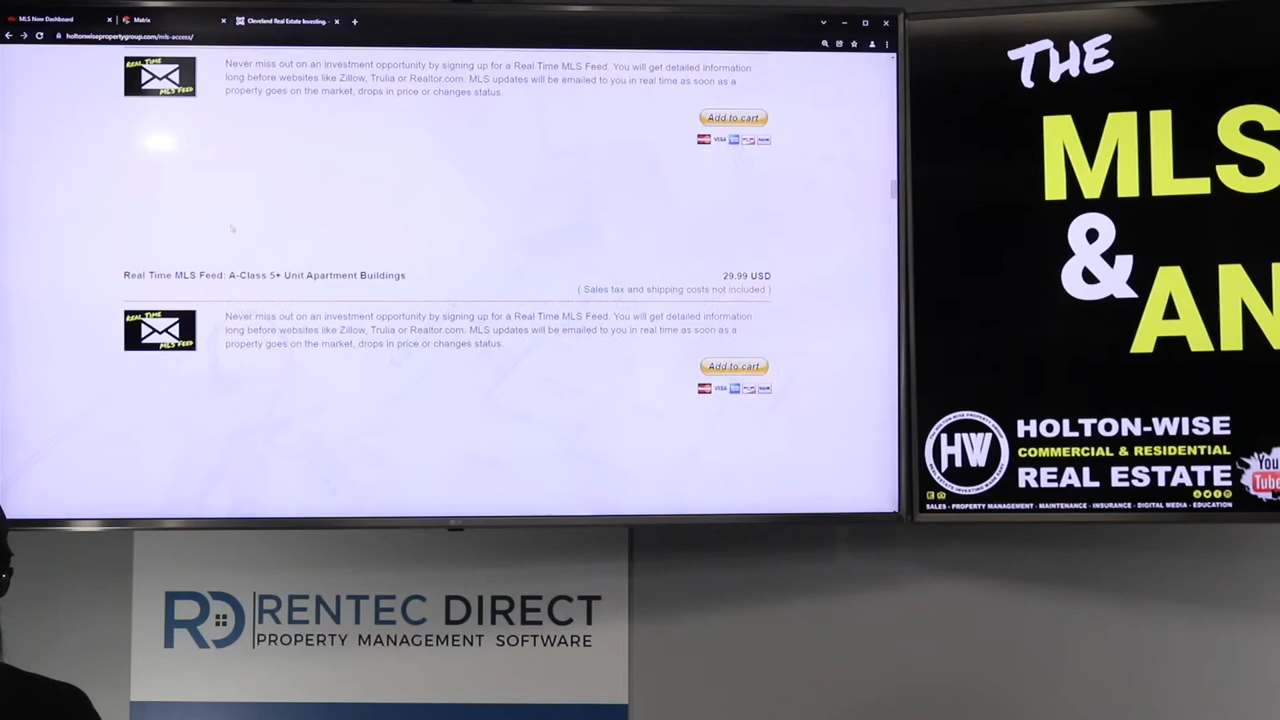 MLS Now Dashboard
Matrix
Cleveland Real Estate Investing,
holtonwisepropertygroup.com/mls-access/
REAL TIME
MLS FEED
Never miss out on an investment opportunity by signing up for a Real Time MLS Feed. You will get detailed information
long before websites like Zillow, Trulia or Realtor.com. MLS updates will be emailed to you in real time as soon as a
property goes on the market, drops in price or changes status.
Add to cart
VISA
Real Time MLS Feed: A-Class 5+ Unit Apartment Buildings
29.99 USD
( Sales tax and shipping costs not included )
REAL TIME
MLS FEED
Never miss out on an investment opportunity by signing up for a Real Time MLS Feed. You will get detailed information
long before websites like Zillow, Trulia or Realtor.com. MLS updates will be emailed to you in real time as soon as a
property goes on the market, drops in price or changes status.
Add to cart
VISA
THE
MLS
&
AN
HW
HOLTON-WISE
COMMERCIAL & RESIDENTIAL
REAL ESTATE
You
Tube
SALES - PROPERTY MANAGEMENT - MAINTENANCE - INSURANCE - DIGITAL MEDIA - EDUCATION
RD
RENTEC DIRECT
PROPERTY MANAGEMENT SOFTWARE